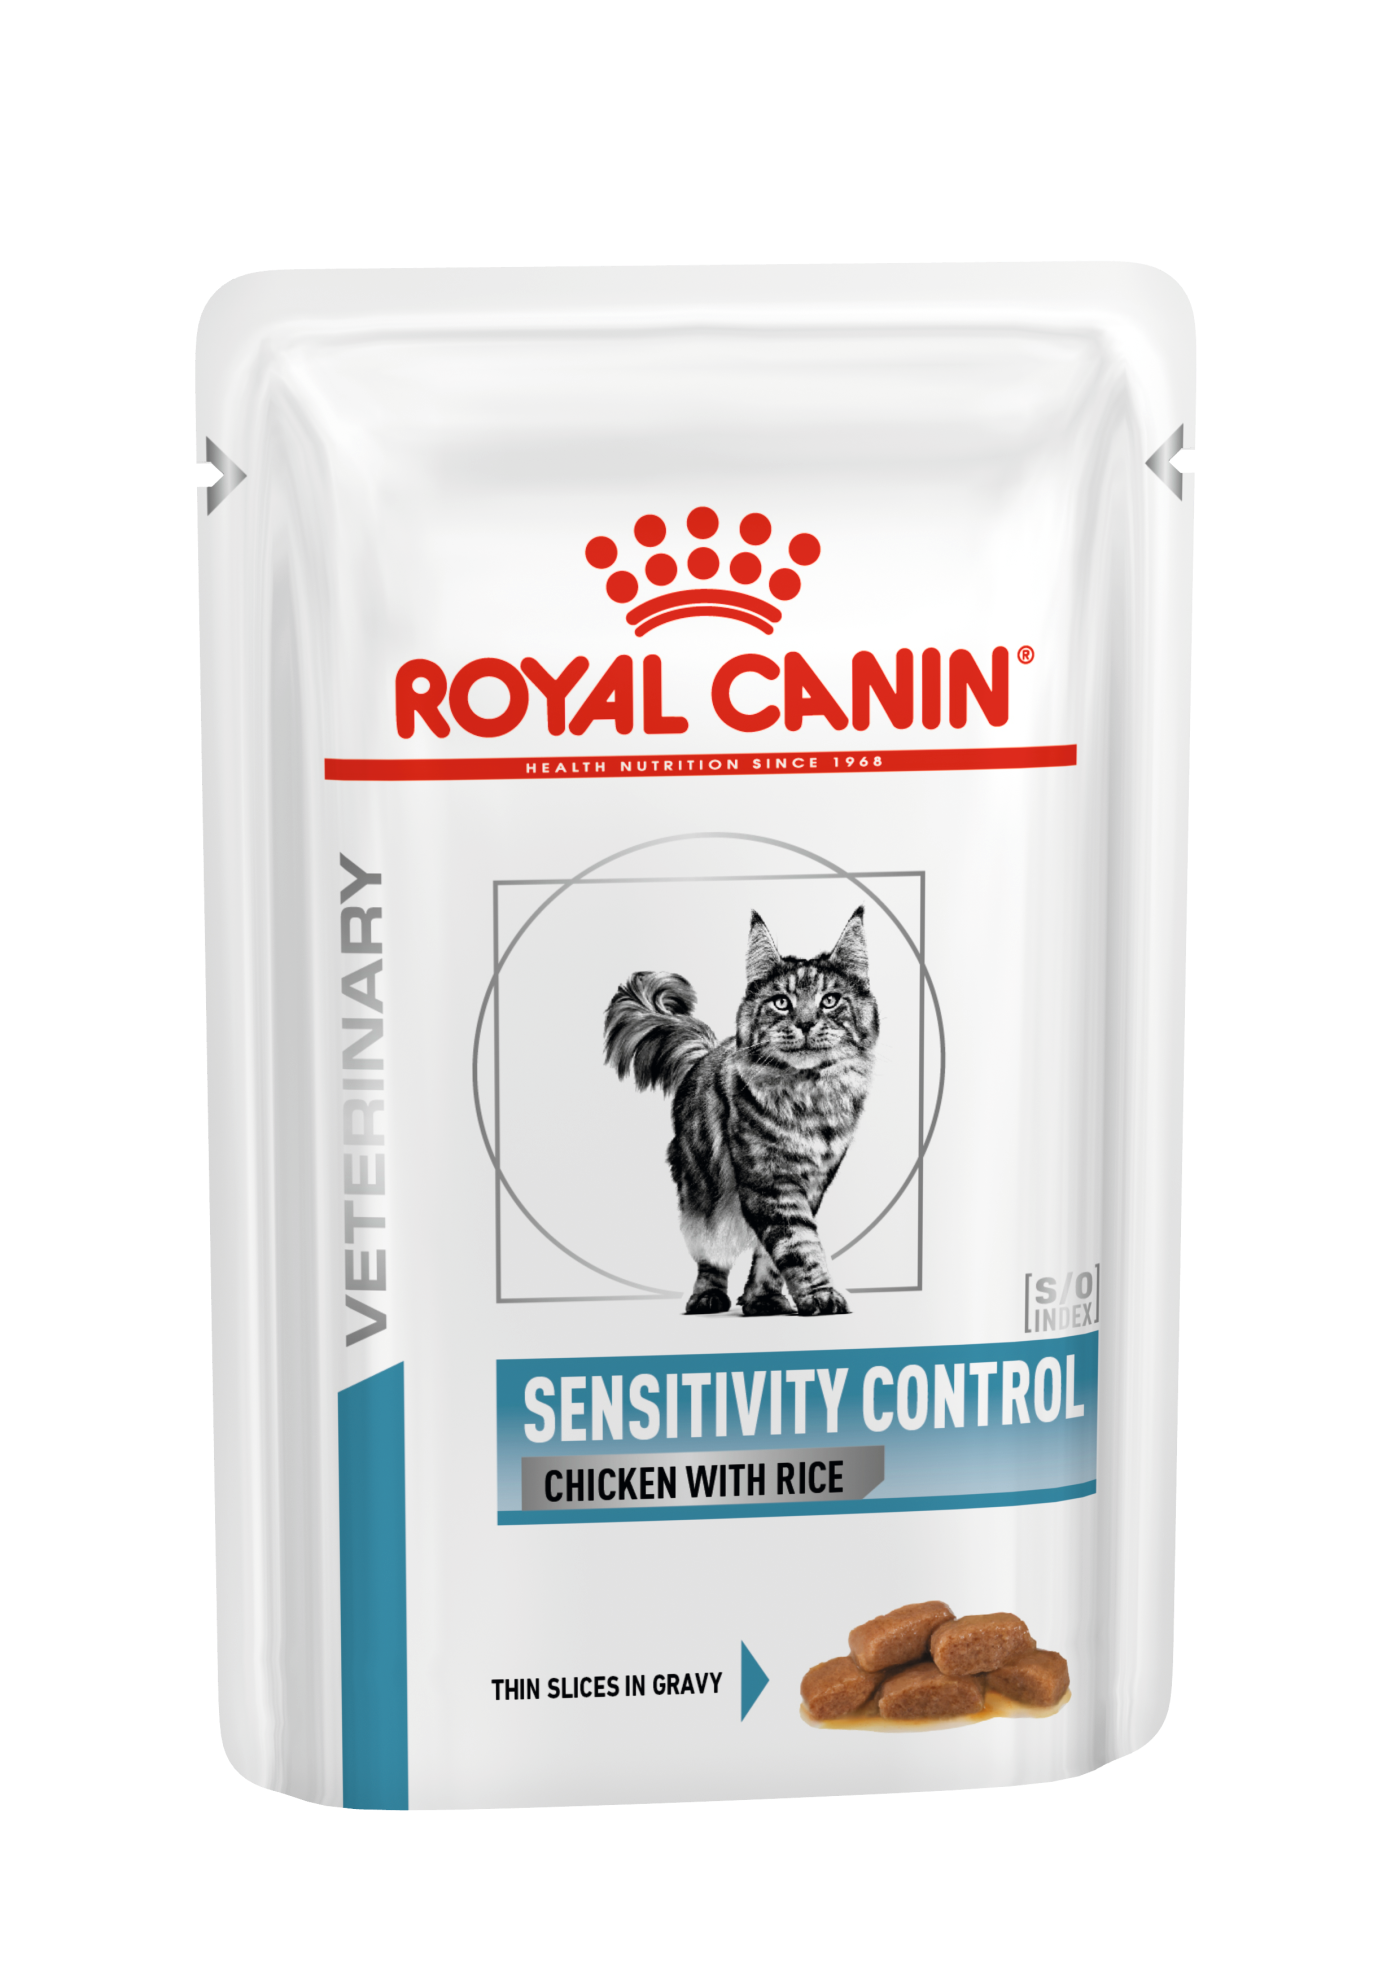 ROYAL CANIN®
HEALTH NUTRITION SINCE 1968
VETERINARY
[S/O
INDEX]
SENSITIVITY CONTROL
CHICKEN WITH RICE
THIN SLICES IN GRAVY